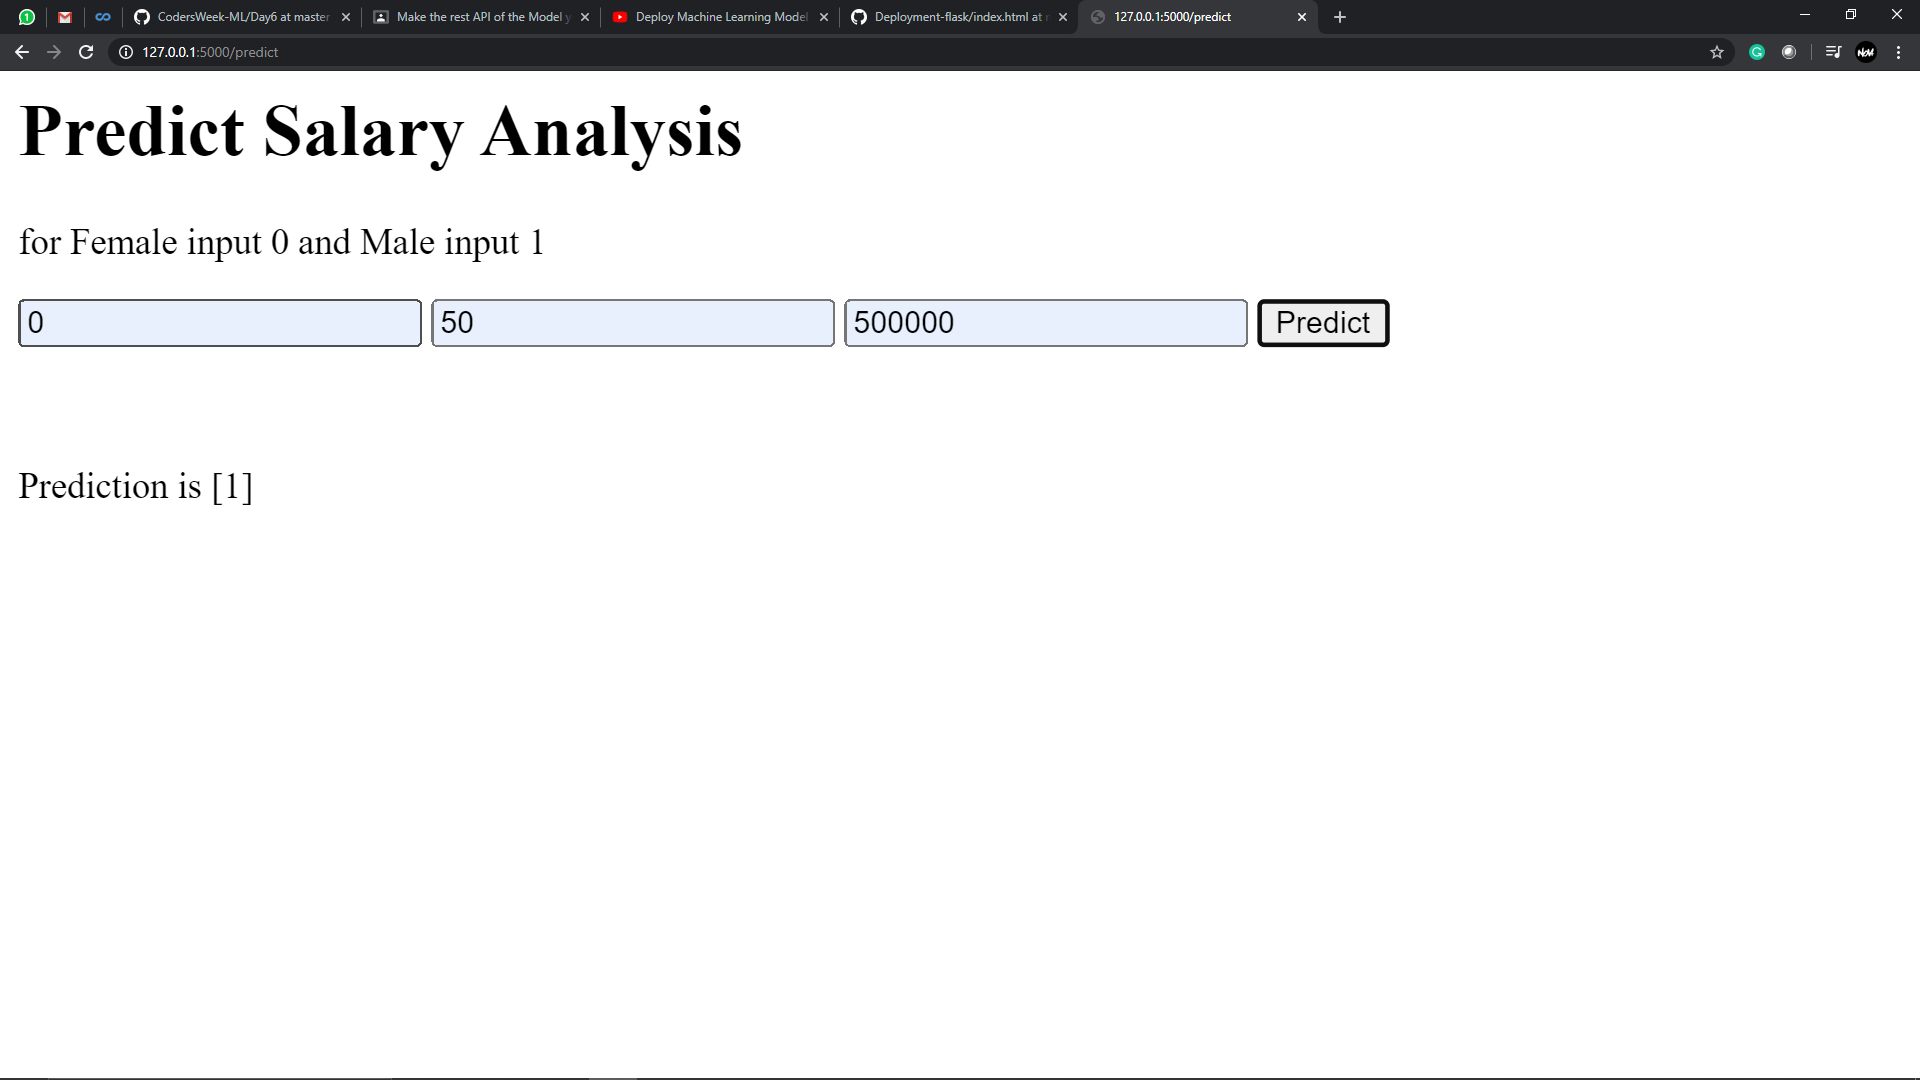 CodersWeek-ML/Day6 at master
Make the rest API of the Model y
Deploy Machine Learning Model
Deployment-flask/index.html at
127.0.0.1:5000/predict
127.0.0.1:5000/predict
Predict Salary Analysis
for Female input 0 and Male input 1
0 50 500000 Predict
Prediction is [1]